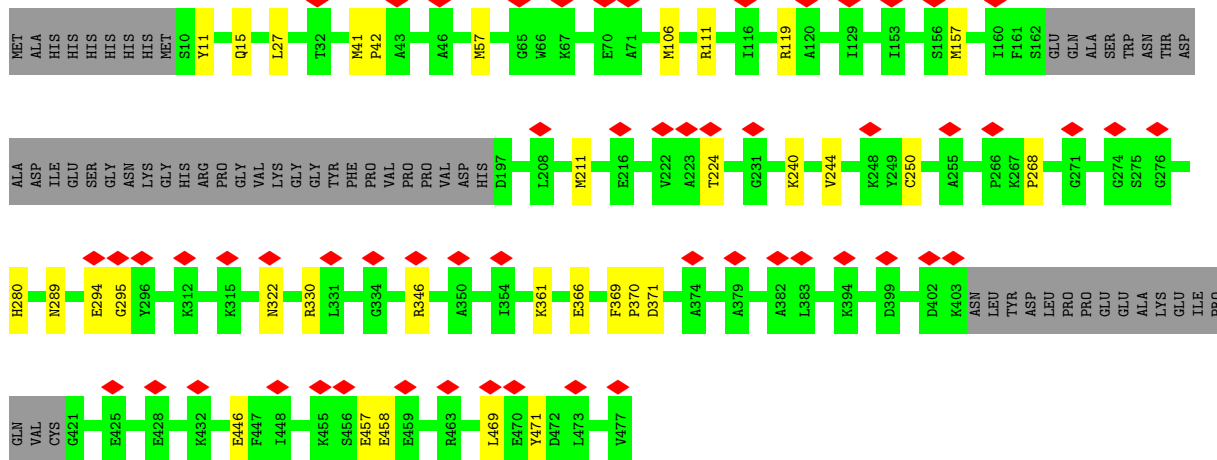 MET ALA HIS HIS HIS HIS HIS HIS MET S10 Y11 Q15 L27 T32 M41 P42 A43 A46 M57 G65 W66 K67 E70 A71 M106 R111 I116 R119 A120 I129 I153 S156 M157 I160 F161 S162 GLU GLN ALA SER TRP ASN THR ASP
ALA ASP ILE GLU SER GLY ASN LYS GLY HIS ARG PRO GLY VAL LYS GLY GLY TYR PHE PRO VAL PRO PRO VAL ASP HIS D197 L208 M211 E216 V222 A223 T224 G231 K240 V244 K248 Y249 C250 A255 P266 K267 P268 G271 G274 S275 G276
H280 N289 E294 G295 Y296 K312 K315 N322 R330 L331 G334 R346 A350 I354 K361 E366 F369 P370 D371 A374 A379 A382 L383 K394 D399 D402 K403 ASN LEU TYR ASP LEU PRO PRO GLU GLU ALA LYS GLU ILE PRO
GLN VAL CYS G421 E425 E428 K432 E446 F447 I448 K455 S456 E457 E458 E459 R463 L469 E470 Y471 D472 L473 V477